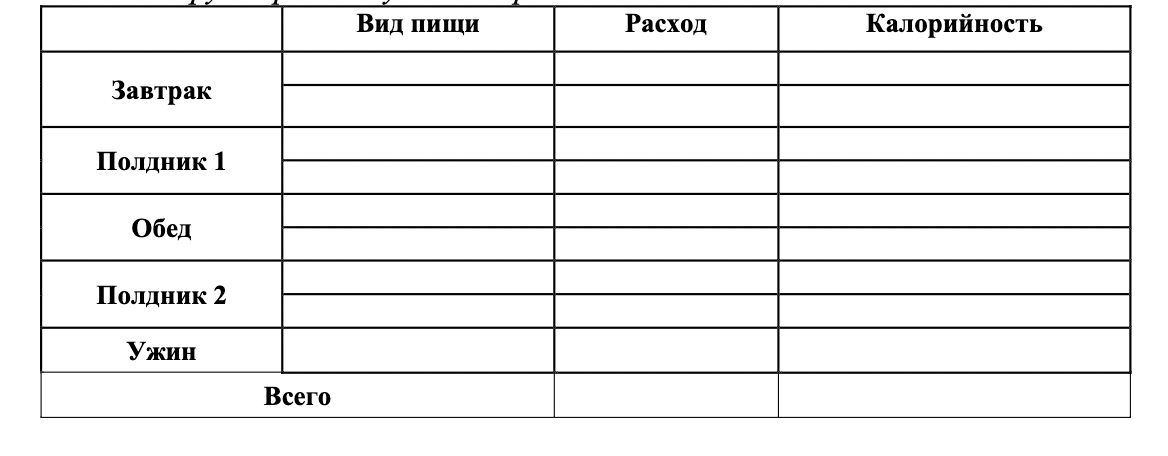 Вид пищи Расход Калорийность
Завтрак
Полдник 1
Обед
Полдник 2
Ужин
Всего